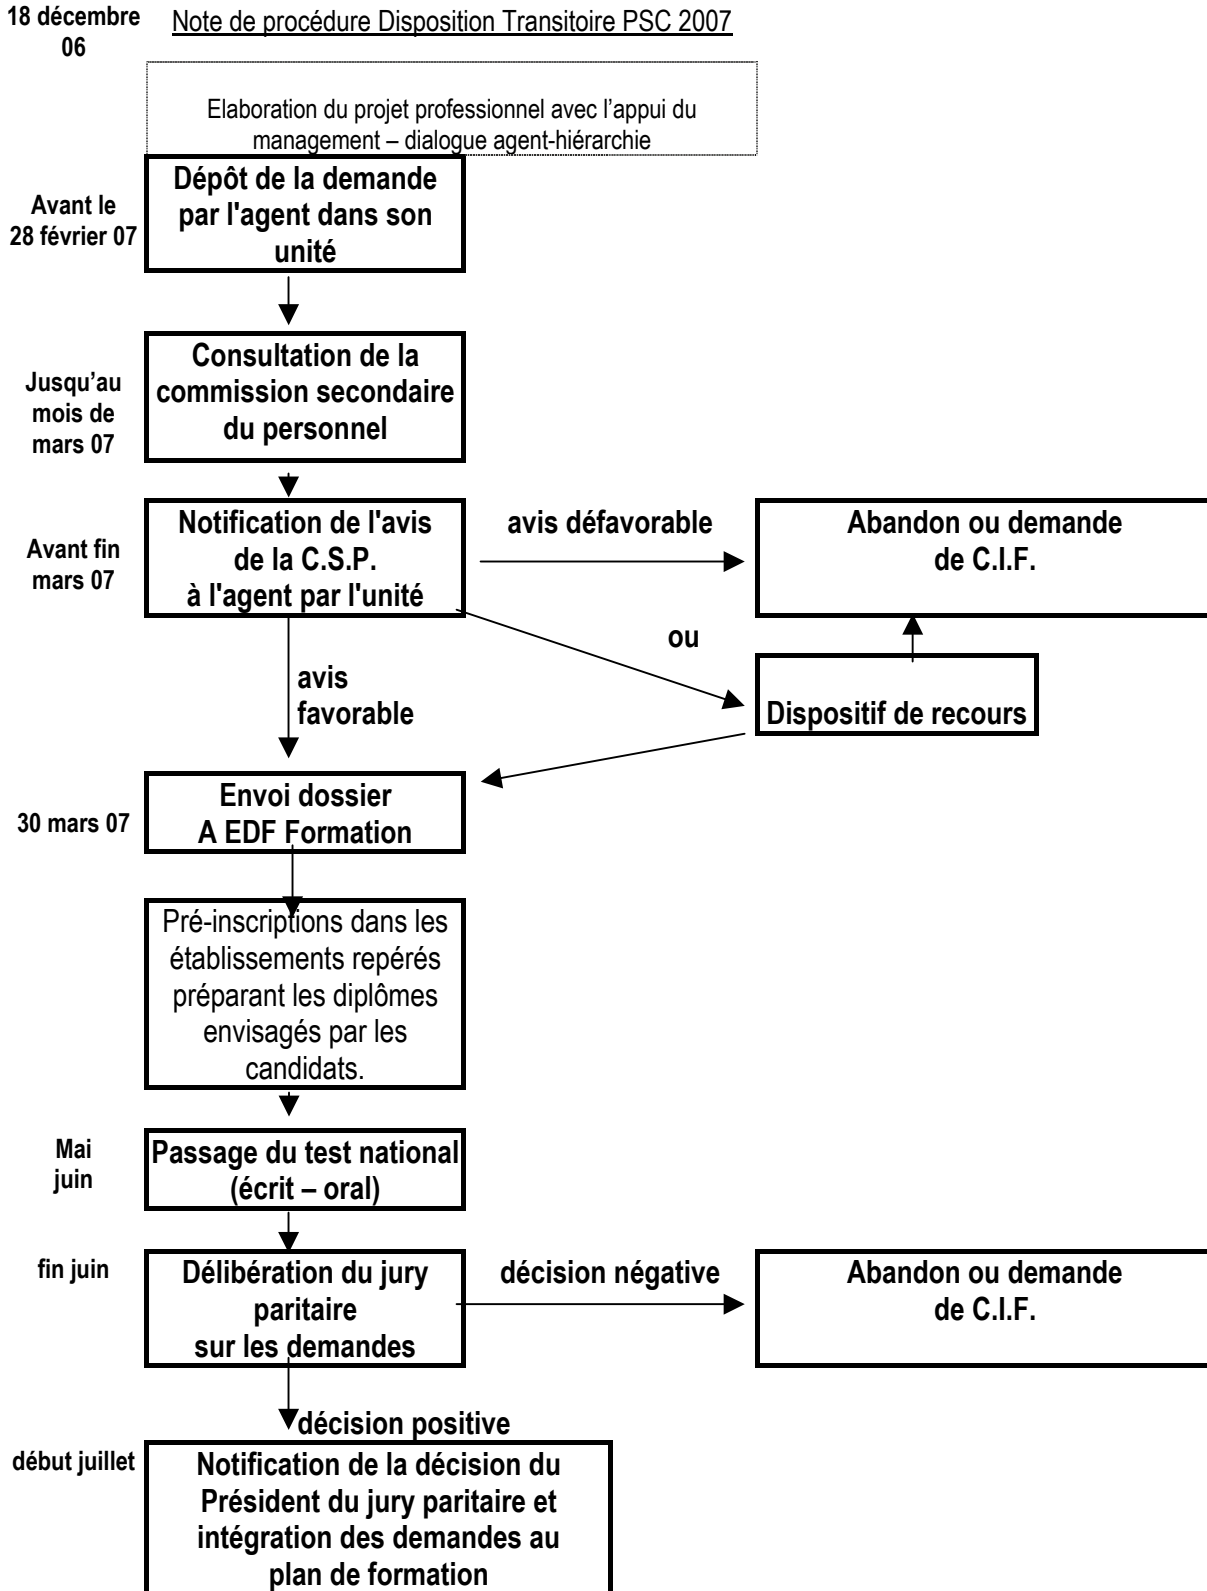 18 décembre
06
Note de procédure Disposition Transitoire PSC 2007
Elaboration du projet professionnel avec l’appui du
management – dialogue agent-hiérarchie
Avant le
28 février 07
Dépôt de la demande
par l'agent dans son
unité
Jusqu’au
mois de
mars 07
Consultation de la
commission secondaire
du personnel
Avant fin
mars 07
Notification de l'avis
de la C.S.P.
à l'agent par l'unité
avis défavorable
Abandon ou demande
de C.I.F.
ou
avis
favorable
Dispositif de recours
30 mars 07
Envoi dossier
A EDF Formation
Pré-inscriptions dans les
établissements repérés
préparant les diplômes
envisagés par les
candidats.
Mai
juin
Passage du test national
(écrit – oral)
fin juin
Délibération du jury
paritaire
sur les demandes
décision négative
Abandon ou demande
de C.I.F.
décision positive
début juillet
Notification de la décision du
Président du jury paritaire et
intégration des demandes au
plan de formation